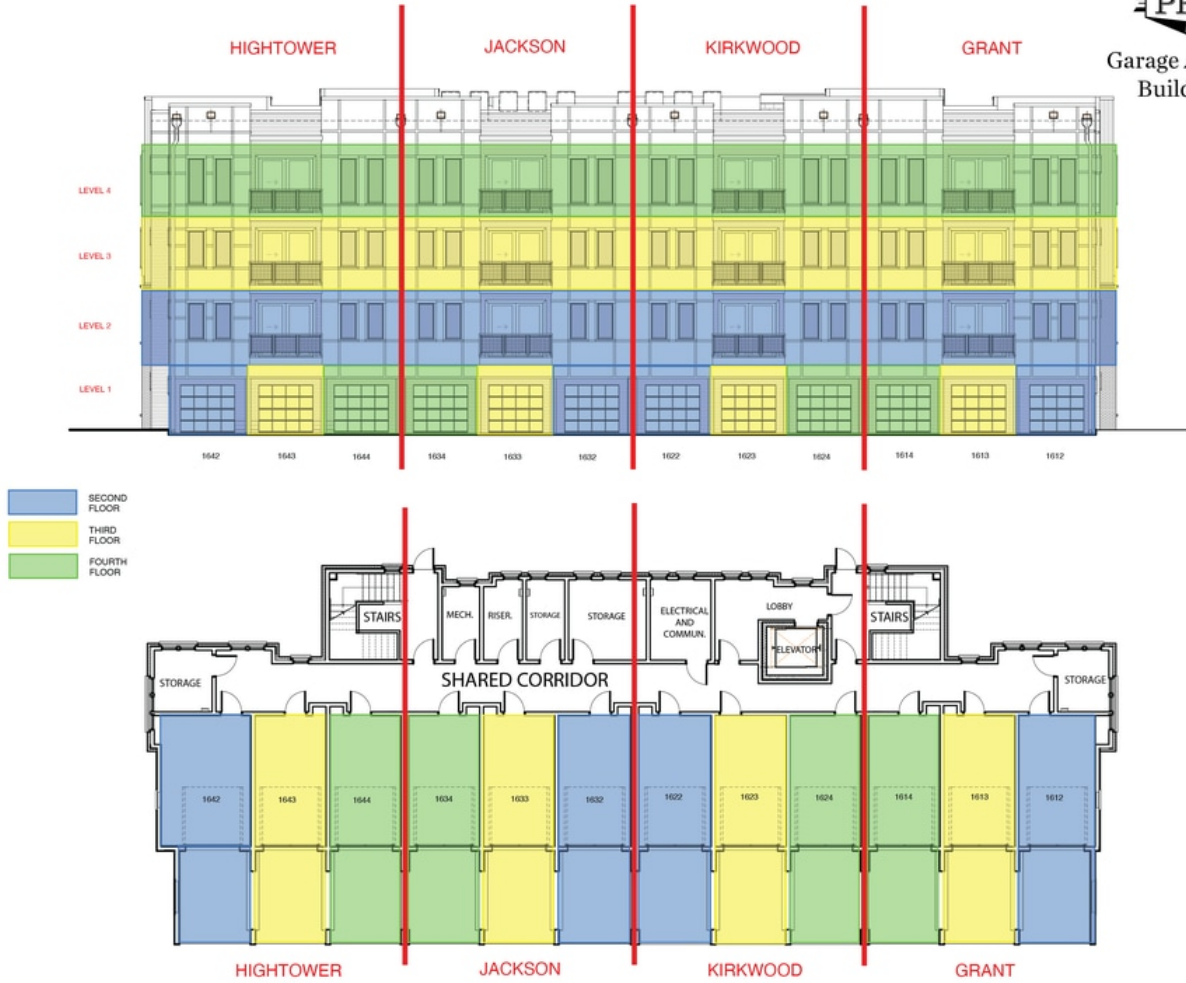 HIGHTOWER JACKSON KIRKWOOD GRANT
Garage
Build
LEVEL 4
LEVEL 3
LEVEL 2
LEVEL 1
1642 1643 1644 1634 1633 1632 1622 1623 1624 1614 1613 1612
SECOND
FLOOR
THIRD
FLOOR
FOURTH
FLOOR
STAIRS MECH. RISER. STORAGE STORAGE ELECTRICAL
AND
COMMUN.
LOBBY
ELEVATOR
STAIRS
STORAGE SHARED CORRIDOR STORAGE
1642 1643 1644 1634 1633 1632 1622 1623 1624 1614 1613 1612
HIGHTOWER JACKSON KIRKWOOD GRANT